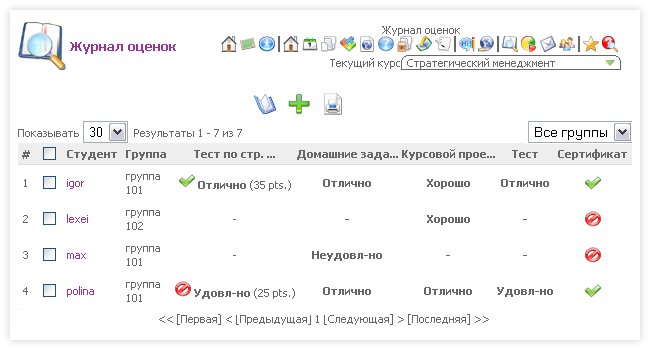 Журнал оценок
Журнал оценок
Текущий курс Стратегический менеджмент
Показывать 30 Результаты 1 - 7 из 7 Все группы
# Студент Группа Тест по стр. ... Домашние зада... Курсовой прое... Тест Сертификат
1 igor группа 101 Отлично (35 pts.) Отлично Хорошо Отлично
2 lexei группа 102 - - Хорошо -
3 max группа 101 - Неудовл-но - -
4 polina группа 101 Удовл-но (25 pts.) Отлично Отлично Удовл-но
<< [Первая] < [Предыдущая] 1 [Следующая] > [Последняя] >>